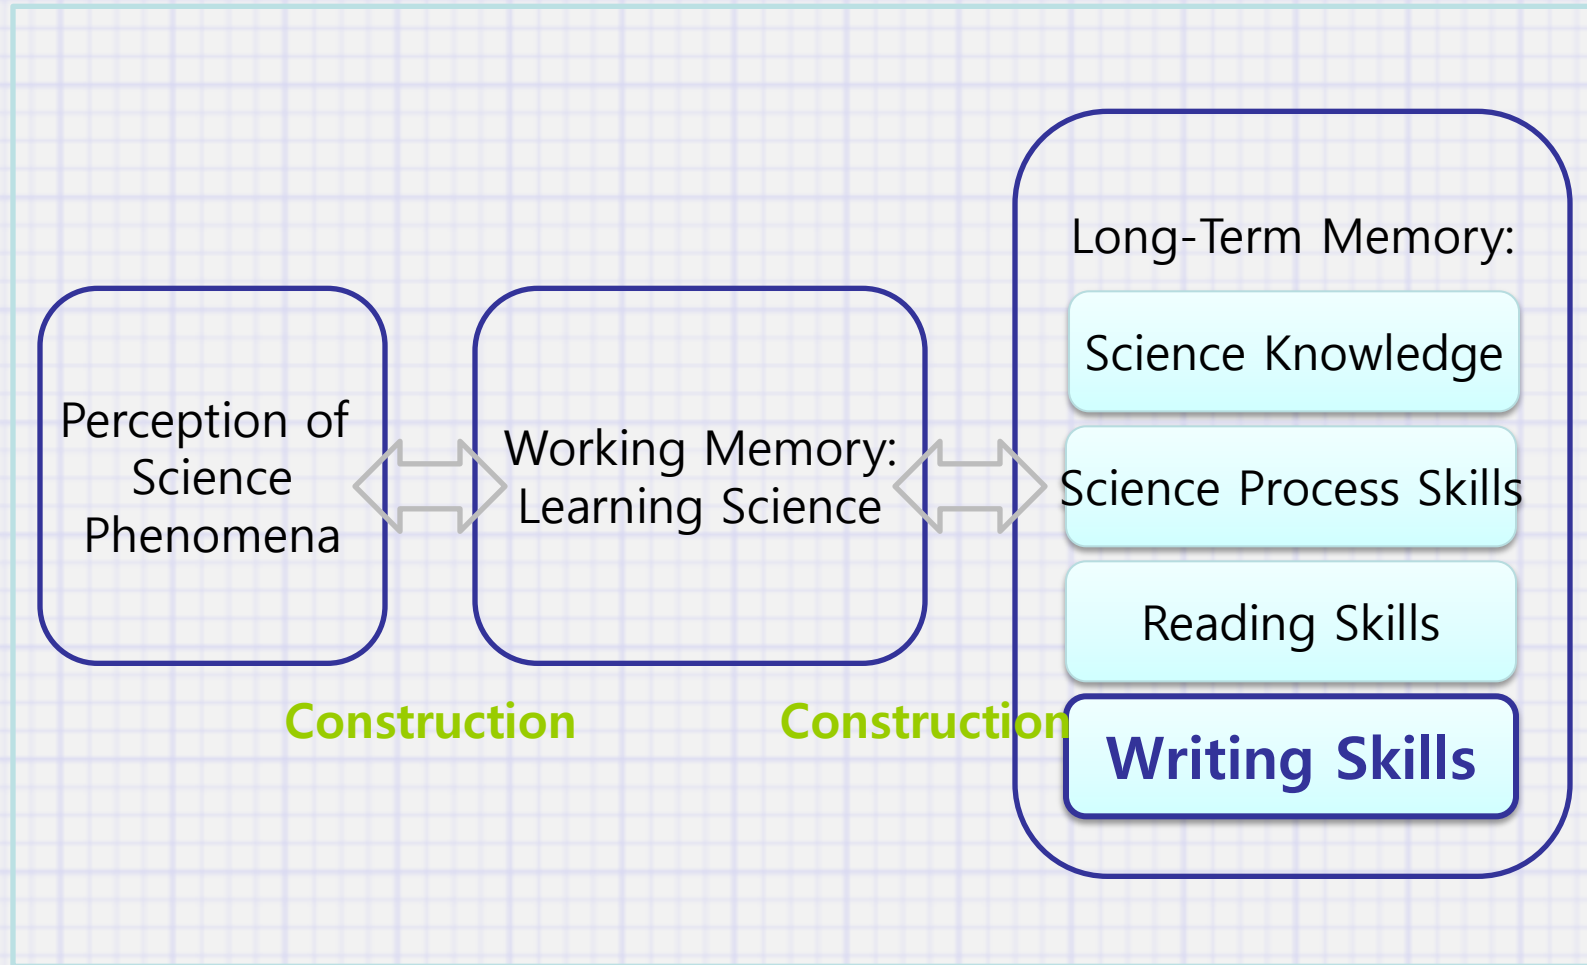 Perception of
Science
Phenomena
Working Memory:
Learning Science
Long-Term Memory:
Science Knowledge
Science Process Skills
Reading Skills
Writing Skills
Construction
Construction